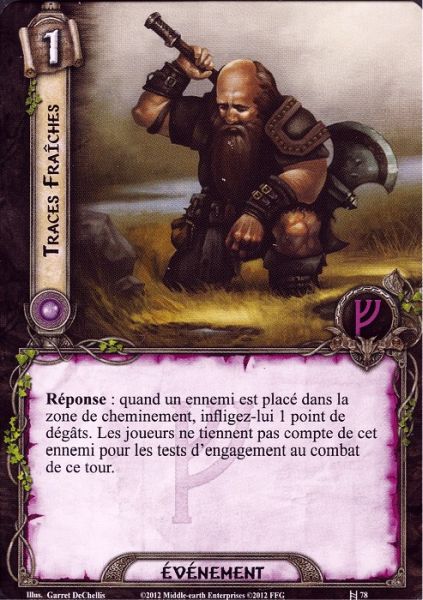 1
TRACES FRAÎCHES
Réponse : quand un ennemi est placé dans la
zone de cheminement, infligez-lui 1 point de
dégâts. Les joueurs ne tiennent pas compte de cet
ennemi pour les tests d'engagement au combat
de ce tour.
ÉVÉNEMENT
Illus. Garret DeChellis
©2012 Middle-earth Enterprises ©2012 FFG
78